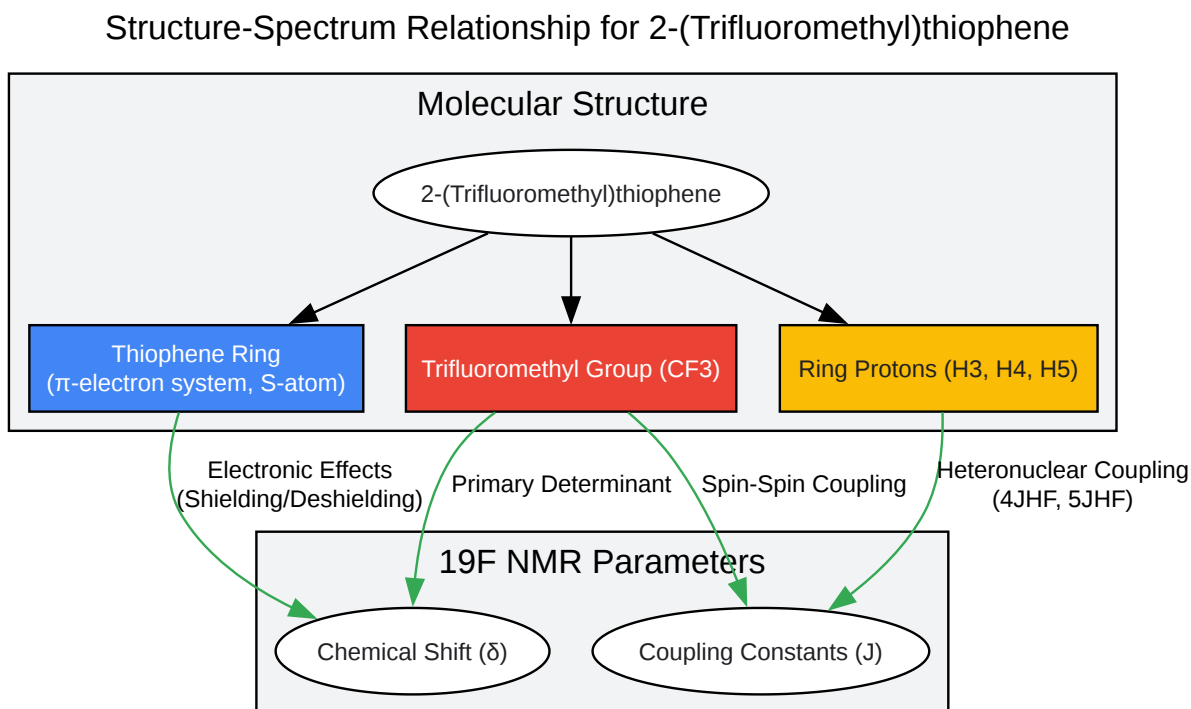 Structure-Spectrum Relationship for 2-(Trifluoromethyl)thiophene
Molecular Structure
2-(Trifluoromethyl)thiophene
Thiophene Ring
(π-electron system, S-atom)
Trifluoromethyl Group (CF3)
Ring Protons (H3, H4, H5)
Electronic Effects
(Shielding/Deshielding)
Primary Determinant
Spin-Spin Coupling
Heteronuclear Coupling
(4JHF, 5JHF)
19F NMR Parameters
Chemical Shift (δ)
Coupling Constants (J)